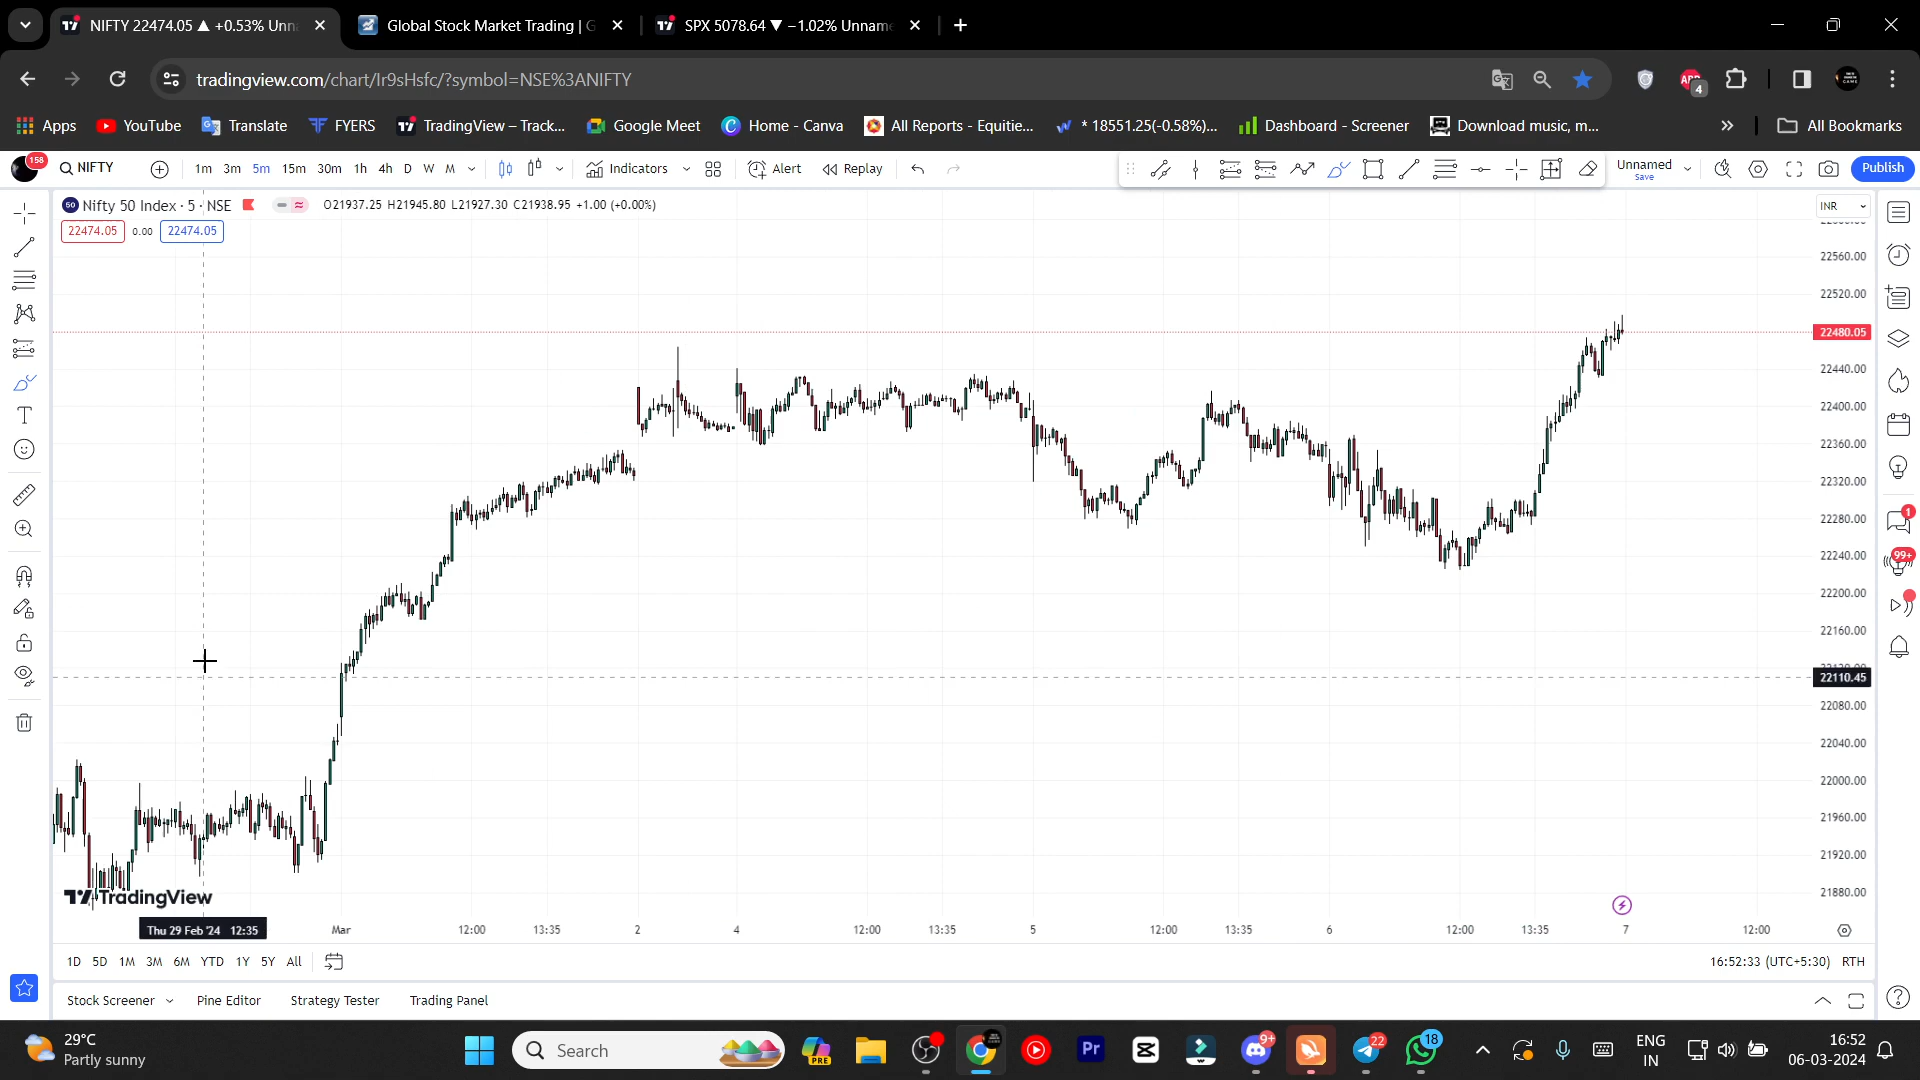 NIFTY 22474.05 ▲ +0.53% Unn
Global Stock Market Trading | G
SPX 5078.64 ▼ −1.02% Unnam
tradingview.com/chart/Ir9sHsfc/?symbol=NSE%3ANIFTY
4
Apps
YouTube
Translate
FYERS
TradingView – Track...
Google Meet
Home - Canva
All Reports - Equitie...
* 18551.25(-0.58%)...
Dashboard - Screener
Download music, m...
All Bookmarks
158
NIFTY
1m 3m 5m 15m 30m 1h 4h D W M
Indicators
Alert
Replay
Unnamed
Save
Publish
Nifty 50 Index · 5 · NSE
O21937.25 H21945.80 L21927.30 C21938.95 +1.00 (+0.00%)
INR
22474.05 0.00 22474.05
22560.00
22520.00
22480.05
22440.00
22400.00
22360.00
22320.00
22280.00
22240.00
22200.00
22160.00
22110.45
22080.00
22040.00
22000.00
21960.00
21920.00
21880.00
1
99+
TradingView
Thu 29 Feb '24 12:35
Mar 12:00 13:35 2 4 12:00 13:35 5 12:00 13:35 6 12:00 13:35 7 12:00
1D 5D 1M 3M 6M YTD 1Y 5Y All
16:52:33 (UTC+5:30) RTH
Stock Screener
Pine Editor
Strategy Tester
Trading Panel
29°C
Partly sunny
Search
PRE
Pr
9+
22
18
ENG
IN
16:52
06-03-2024